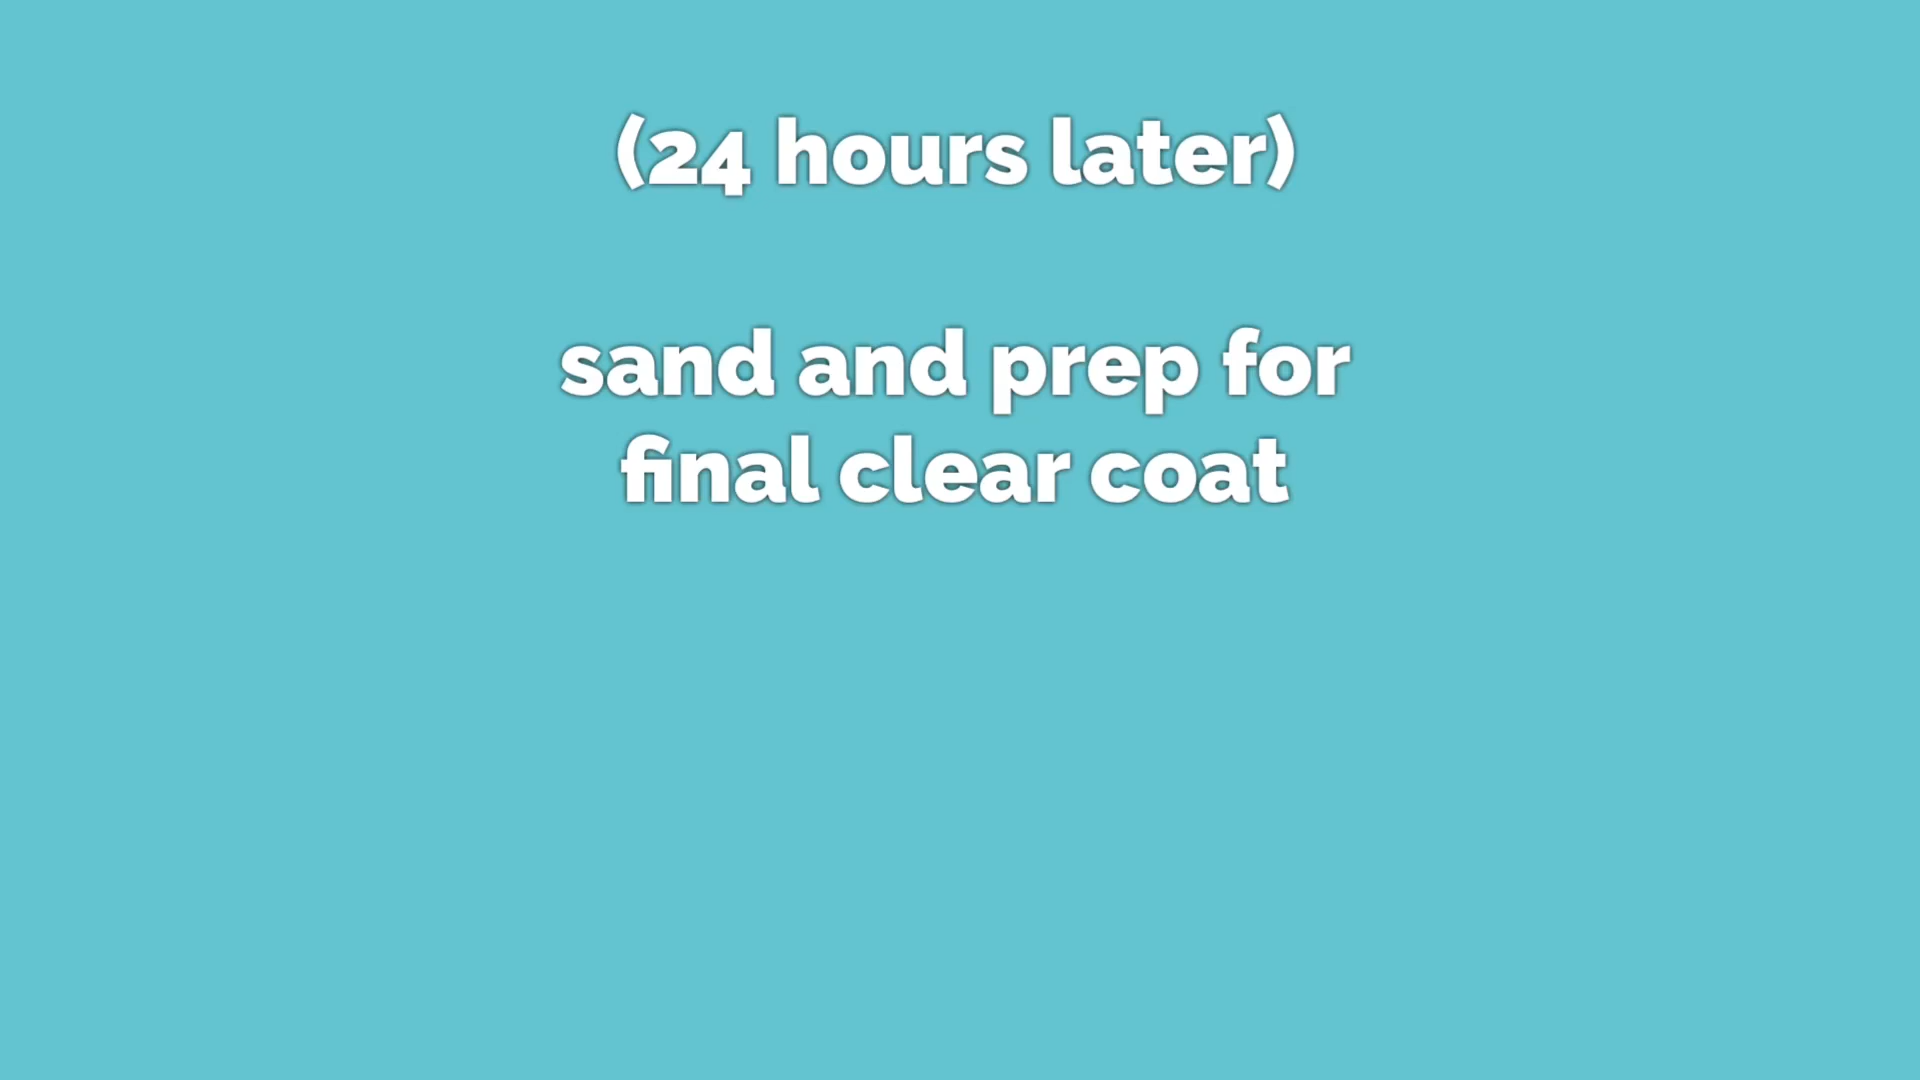 (24 hours later)
sand and prep for
final clear coat